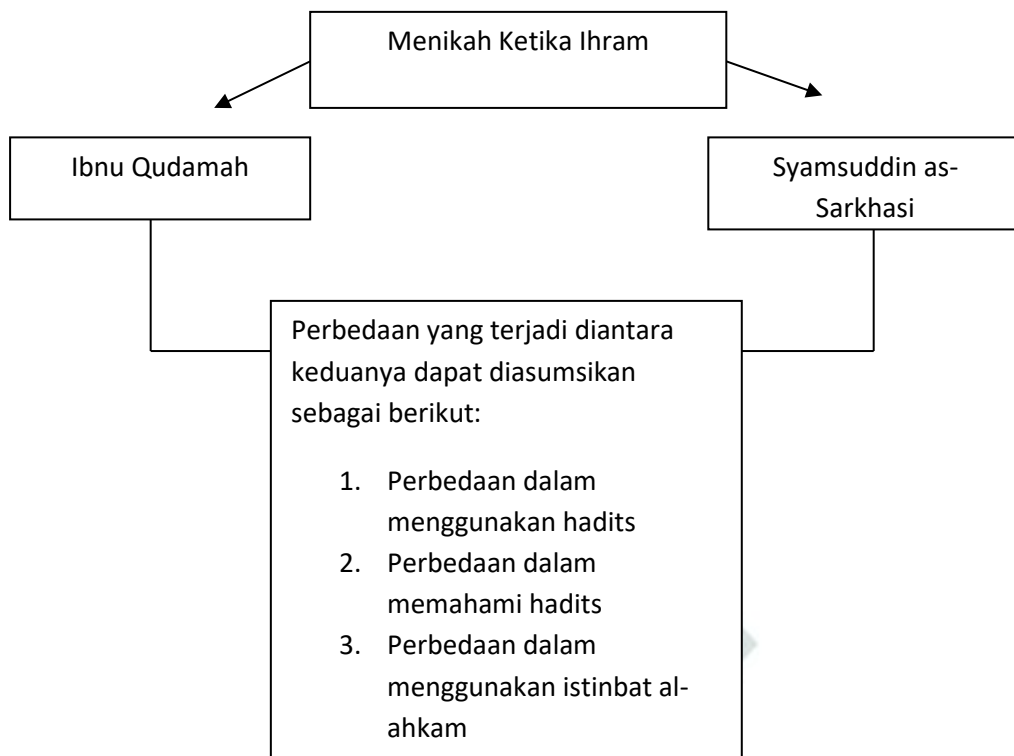 Menikah Ketika Ihram
Ibnu Qudamah
Syamsuddin as-
Sarkhasi
Perbedaan yang terjadi diantara
keduanya dapat diasumsikan
sebagai berikut:
1. Perbedaan dalam
menggunakan hadits
2. Perbedaan dalam
memahami hadits
3. Perbedaan dalam
menggunakan istinbat al-
ahkam